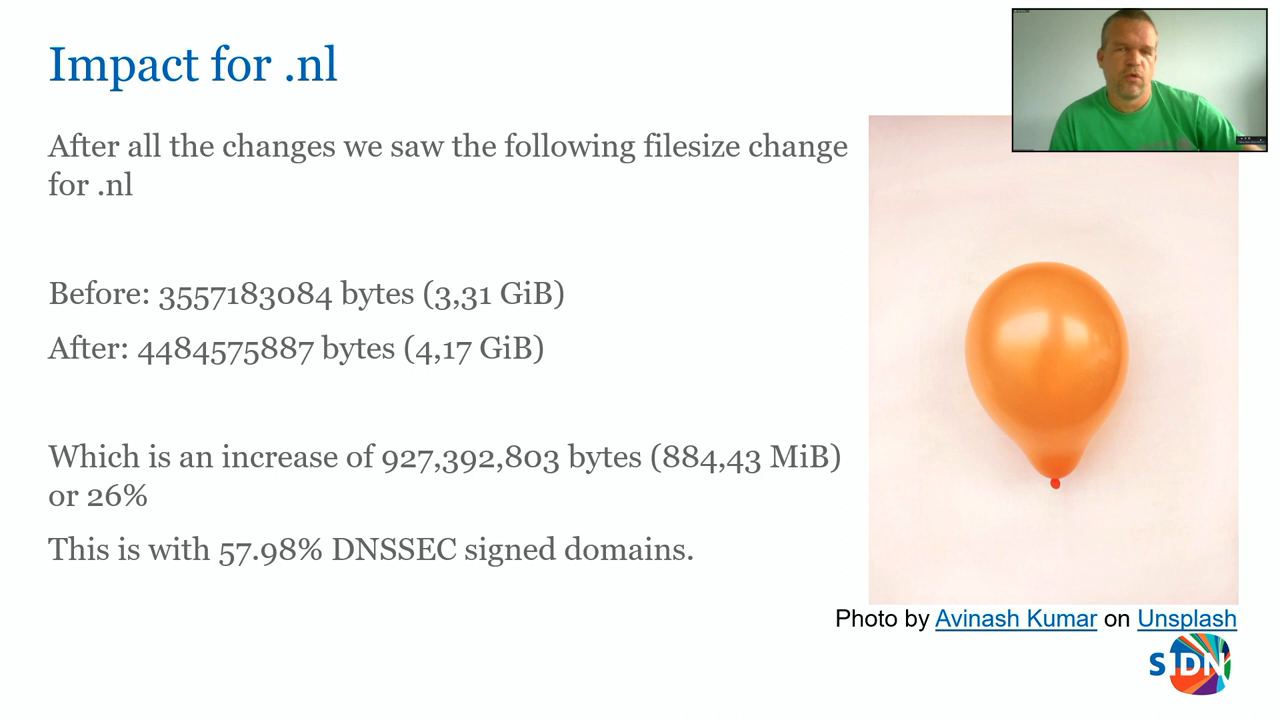 Impact for .nl
After all the changes we saw the following filesize change
for .nl
Before: 3557183084 bytes (3,31 GiB)
After: 4484575887 bytes (4,17 GiB)
Which is an increase of 927,392,803 bytes (884,43 MiB)
or 26%
This is with 57.98% DNSSEC signed domains.
Photo by Avinash Kumar on Unsplash
SIDN